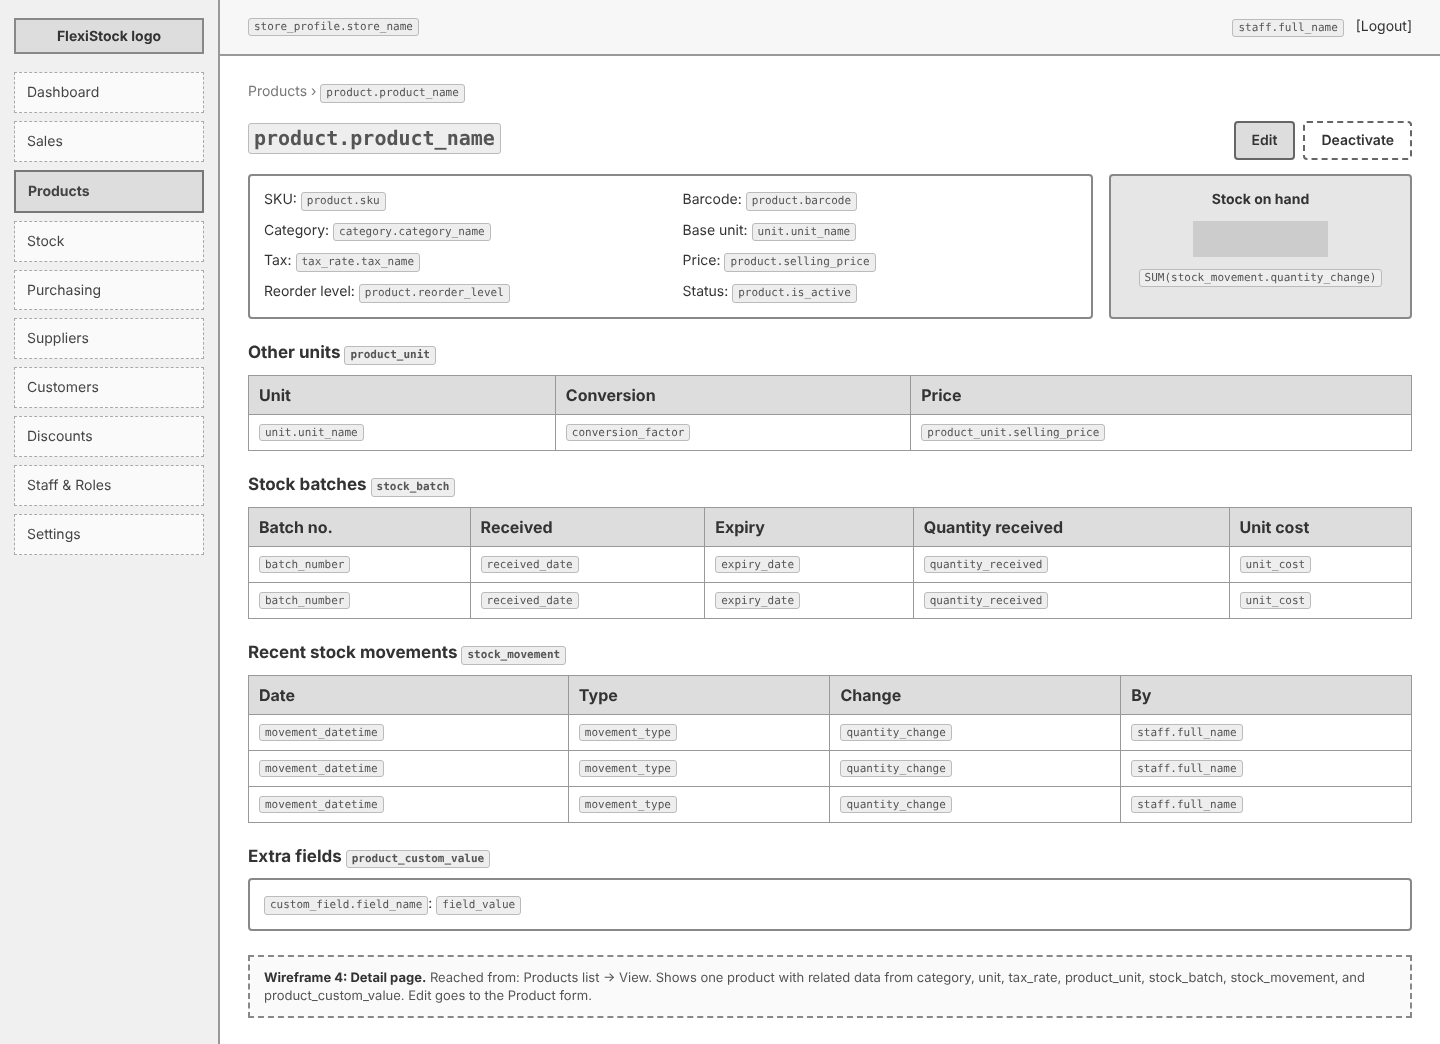 FlexiStock logo
Dashboard
Sales
Products
Stock
Purchasing
Suppliers
Customers
Discounts
Staff & Roles
Settings
store_profile.store_name
staff.full_name [Logout]
Products › product.product_name
product.product_name
Edit Deactivate
SKU: product.sku
Barcode: product.barcode
Category: category.category_name
Base unit: unit.unit_name
Tax: tax_rate.tax_name
Price: product.selling_price
Reorder level: product.reorder_level
Status: product.is_active
Stock on hand
SUM(stock_movement.quantity_change)
Other units product_unit
Unit Conversion Price
unit.unit_name conversion_factor product_unit.selling_price
Stock batches stock_batch
Batch no. Received Expiry Quantity received Unit cost
batch_number received_date expiry_date quantity_received unit_cost
batch_number received_date expiry_date quantity_received unit_cost
Recent stock movements stock_movement
Date Type Change By
movement_datetime movement_type quantity_change staff.full_name
movement_datetime movement_type quantity_change staff.full_name
movement_datetime movement_type quantity_change staff.full_name
Extra fields product_custom_value
custom_field.field_name: field_value
Wireframe 4: Detail page. Reached from: Products list → View. Shows one product with related data from category, unit, tax_rate, product_unit, stock_batch, stock_movement, and
product_custom_value. Edit goes to the Product form.